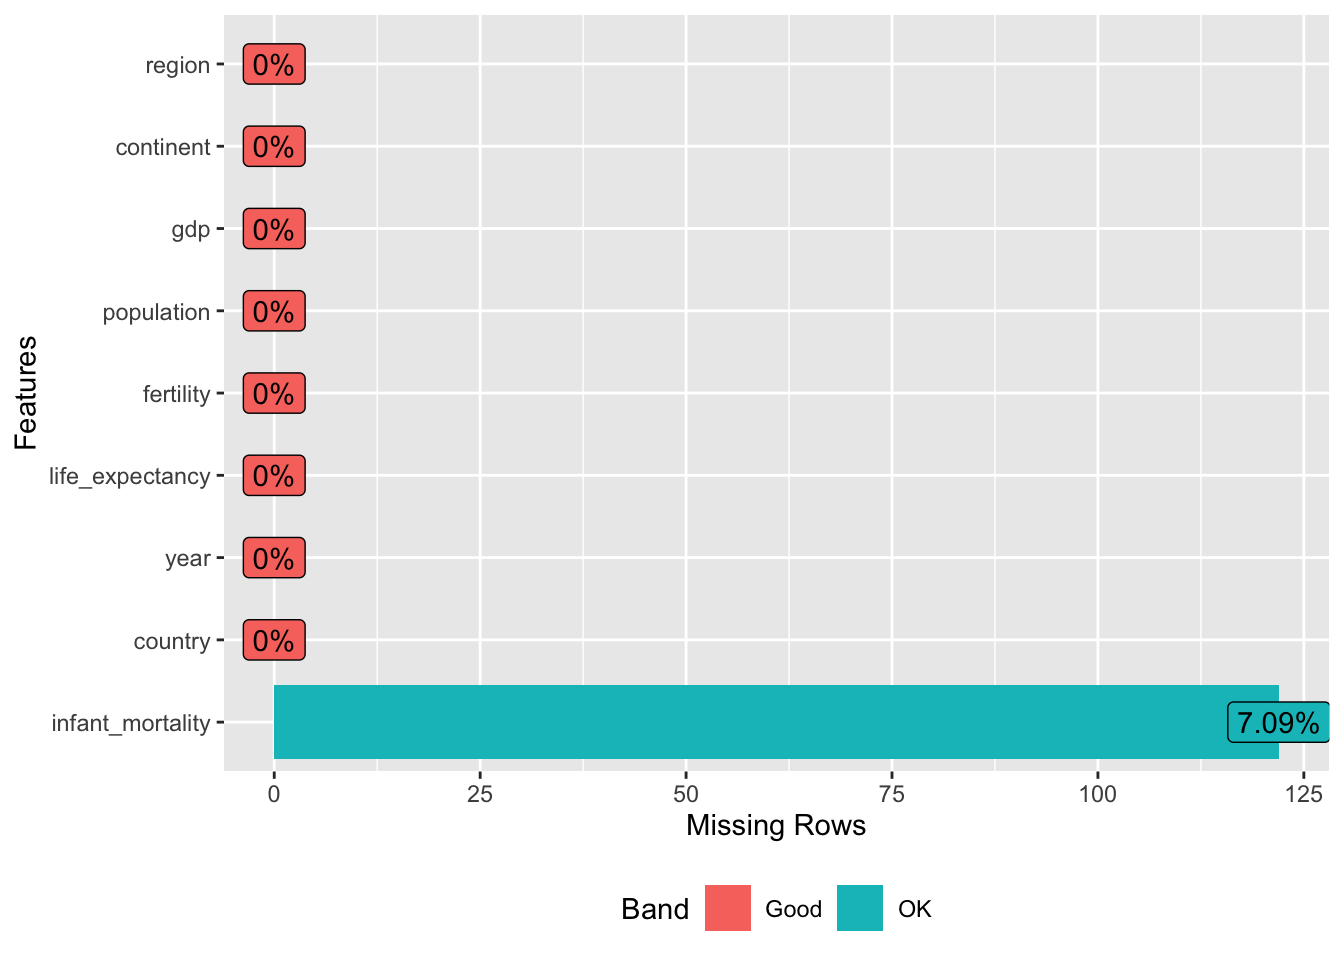 Features
region 0%
continent 0%
gdp 0%
population 0%
fertility 0%
life_expectancy 0%
year 0%
country 0%
infant_mortality 7.09%
0 25 50 75 100 125
Missing Rows
Band Good OK